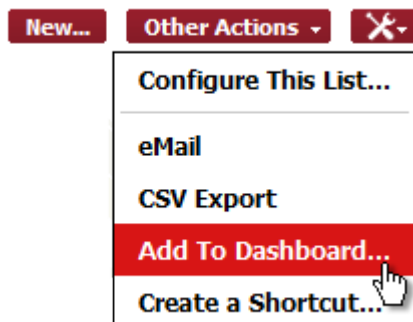 New... Other Actions
Configure This List...
eMail
CSV Export
Add To Dashboard...
Create a Shortcut...